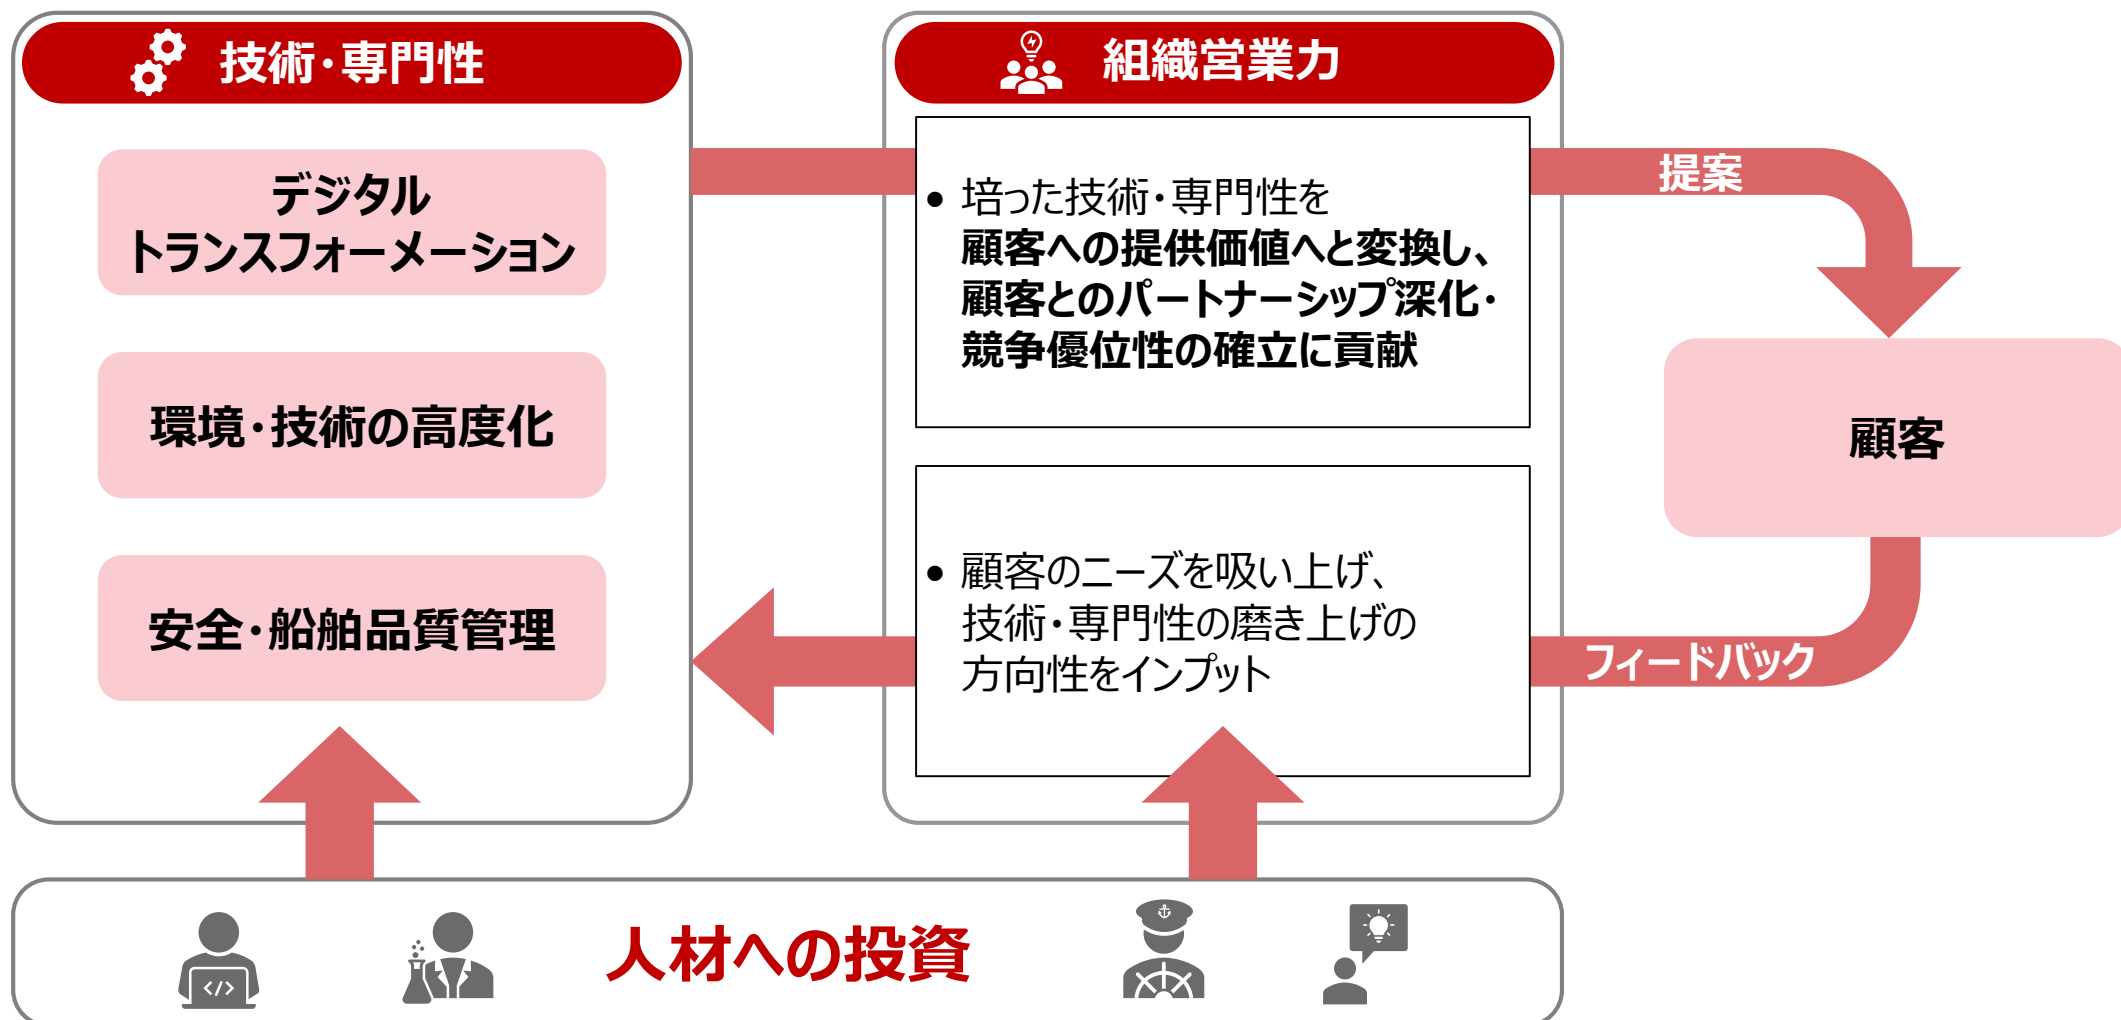 技術・専門性
デジタル
トランスフォーメーション
環境・技術の高度化
安全・船舶品質管理
組織営業力
• 培った技術・専門性を
顧客への提供価値へと変換し、
顧客とのパートナーシップ深化・
競争優位性の確立に貢献
• 顧客のニーズを吸い上げ、
技術・専門性の磨き上げの
方向性をインプット
提案
顧客
フィードバック
人材への投資